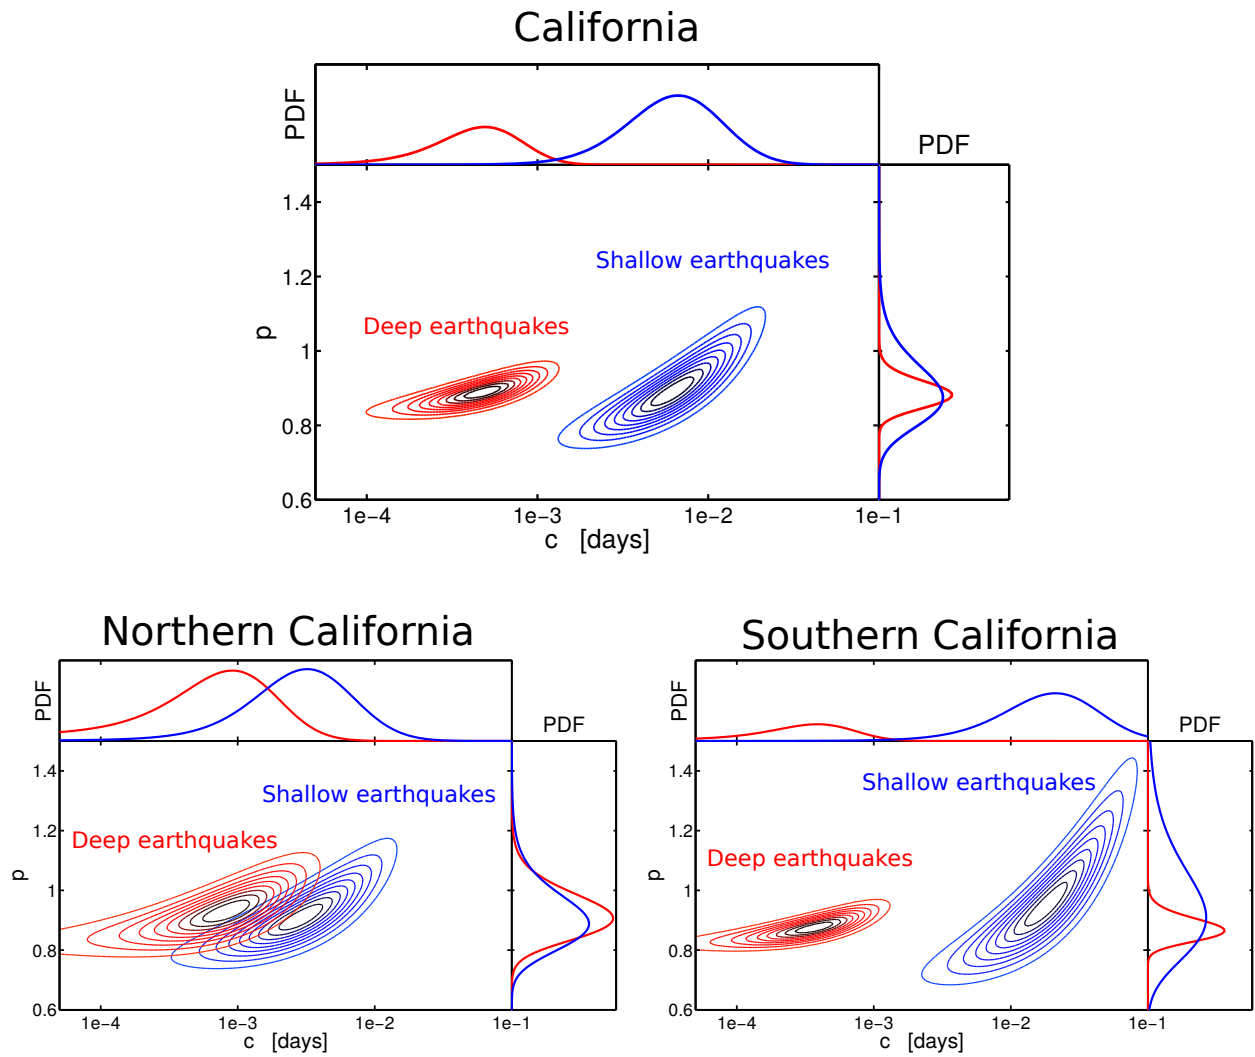 California
PDF
PDF
1.4
Shallow earthquakes
1.2
Deep earthquakes
p
1
0.8
0.6
1e-4
1e-3
1e-2
1e-1
c [days]
Northern California
PDF
PDF
1.4
Shallow earthquakes
1.2
Deep earthquakes
p
1
0.8
0.6
1e-4
1e-3
1e-2
1e-1
c [days]
Southern California
PDF
PDF
1.4
Shallow earthquakes
1.2
Deep earthquakes
p
1
0.8
0.6
1e-4
1e-3
1e-2
1e-1
c [days]